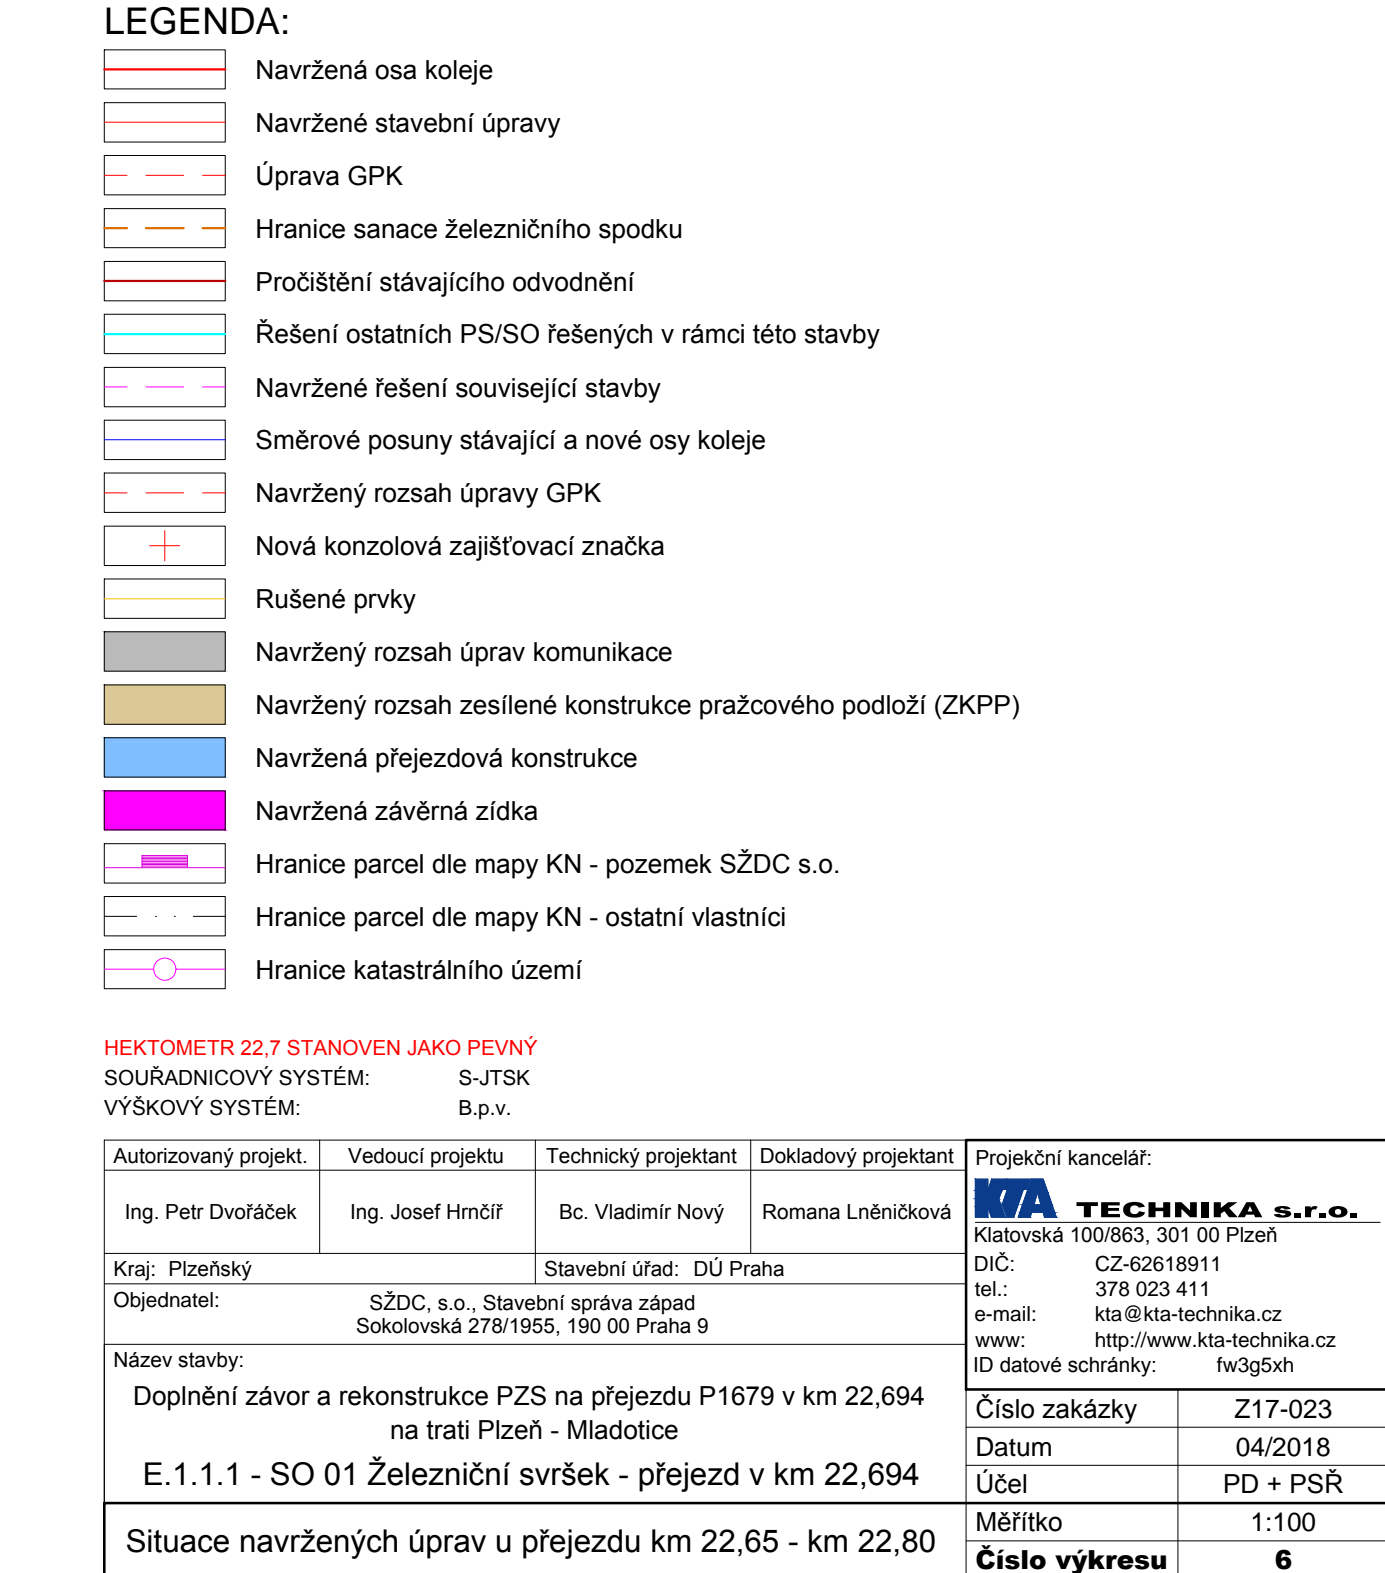 LEGENDA:
Navržená osa koleje
Navržené stavební úpravy
Úprava GPK
Hranice sanace železničního spodku
Pročištění stávajícího odvodnění
Řešení ostatních PS/SO řešených v rámci této stavby
Navržené řešení související stavby
Směrové posuny stávající a nové osy koleje
Navržený rozsah úpravy GPK
Nová konzolová zajišťovací značka
Rušené prvky
Navržený rozsah úprav komunikace
Navržený rozsah zesílené konstrukce pražcového podloží (ZKPP)
Navržená přejezdová konstrukce
Navržená závěrná zídka
Hranice parcel dle mapy KN - pozemek SŽDC s.o.
Hranice parcel dle mapy KN - ostatní vlastníci
Hranice katastrálního území
HEKTOMETR 22,7 STANOVEN JAKO PEVNÝ
SOUŘADNICOVÝ SYSTÉM: S-JTSK
VÝŠKOVÝ SYSTÉM: B.p.v.
Autorizovaný projekt. Vedoucí projektu Technický projektant Dokladový projektant
Ing. Petr Dvořáček Ing. Josef Hrnčíř Bc. Vladimír Nový Romana Lněničková
Kraj: Plzeňský Stavební úřad: DÚ Praha
Objednatel: SŽDC, s.o., Stavební správa západ
Sokolovská 278/1955, 190 00 Praha 9
Název stavby:
Doplnění závor a rekonstrukce PZS na přejezdu P1679 v km 22,694
na trati Plzeň - Mladotice
E.1.1.1 - SO 01 Železniční svršek - přejezd v km 22,694
Situace navržených úprav u přejezdu km 22,65 - km 22,80
Projekční kancelář:
KTA TECHNIKA s.r.o.
Klatovská 100/863, 301 00 Plzeň
DIČ: CZ-62618911
tel.: 378 023 411
e-mail: kta@kta-technika.cz
www: http://www.kta-technika.cz
ID datové schránky: fw3g5xh
Číslo zakázky Z17-023
Datum 04/2018
Účel PD + PSŘ
Měřítko 1:100
Číslo výkresu 6